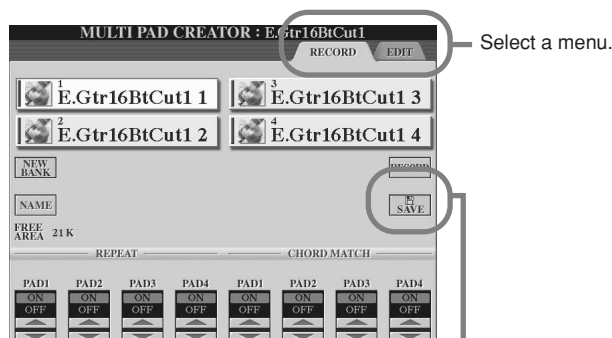 MULTI PAD CREATOR : E.Gtr16BtCut1
RECORD EDIT
Select a menu.
1 E.Gtr16BtCut1 1
3 E.Gtr16BtCut1 3
2 E.Gtr16BtCut1 2
4 E.Gtr16BtCut1 4
NEW BANK
RECORD
NAME
SAVE
FREE AREA 21K
REPEAT CHORD MATCH
PAD1 PAD2 PAD3 PAD4 PAD1 PAD2 PAD3 PAD4
ON ON ON ON ON ON ON ON
OFF OFF OFF OFF OFF OFF OFF OFF